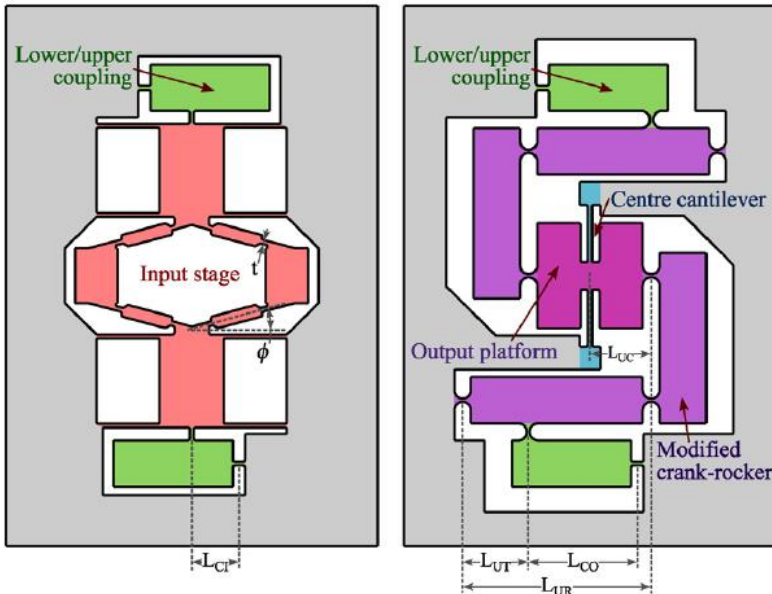 Lower/upper
coupling
Input stage
t
ϕ
L_CI
Lower/upper
coupling
Centre cantilever
Output platform
L_UC
Modified
crank-rocker
L_UT
L_CO
L_UR